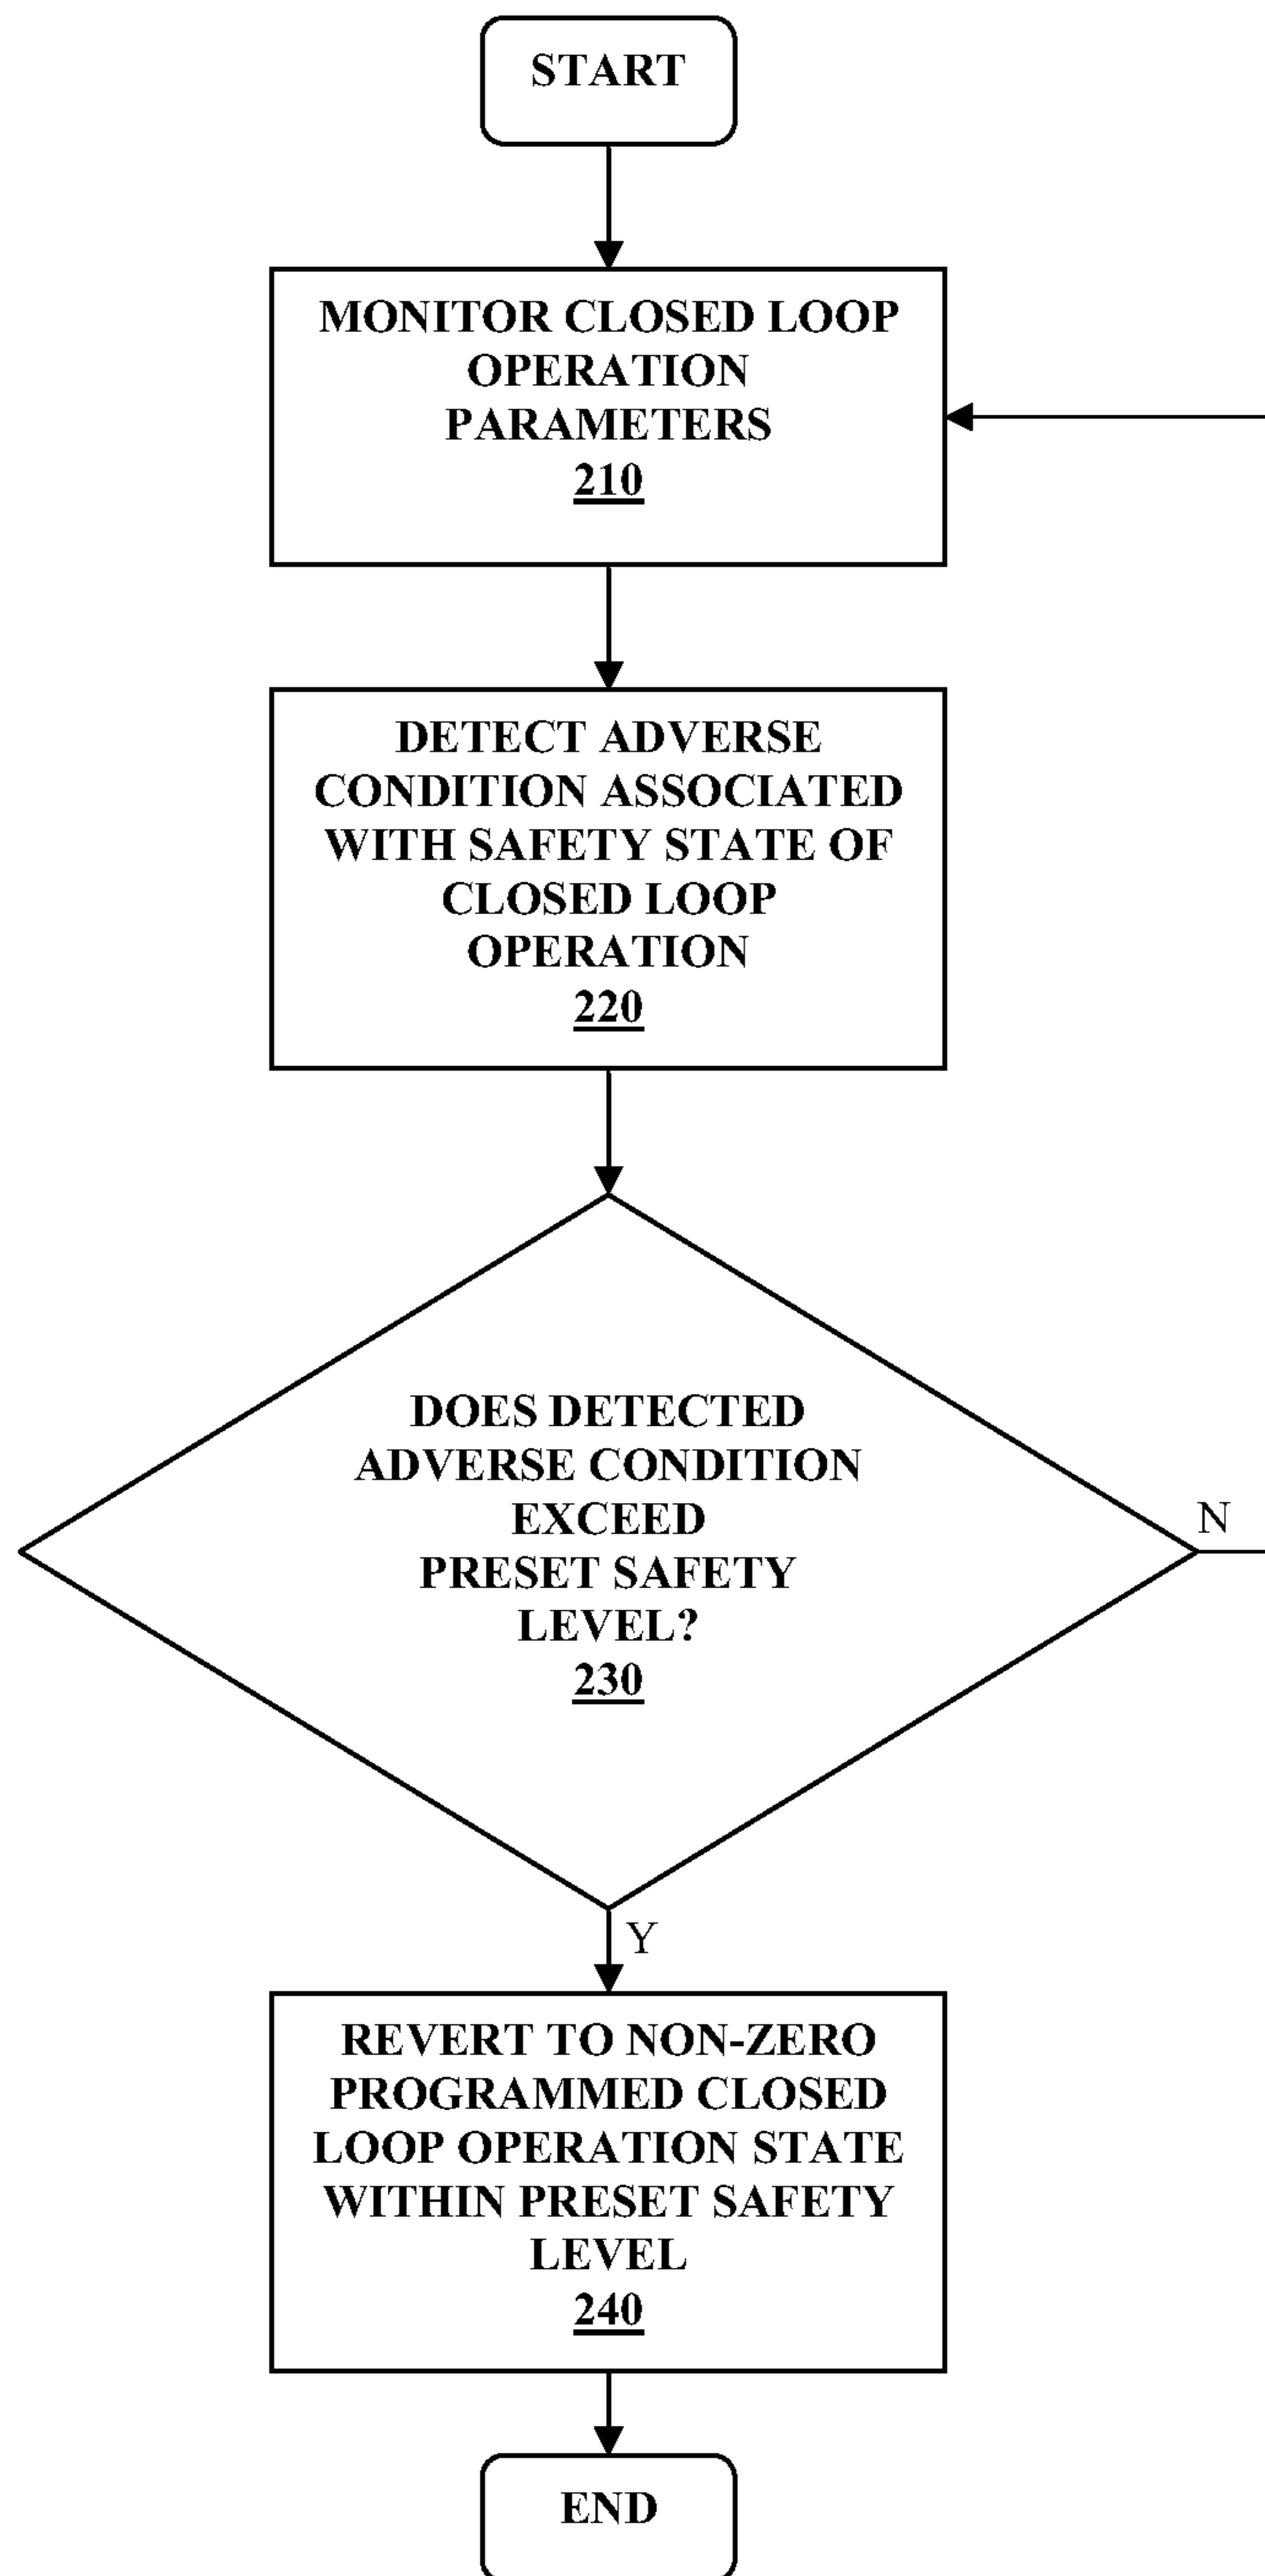 START
MONITOR CLOSED LOOP
OPERATION
PARAMETERS
210
DETECT ADVERSE
CONDITION ASSOCIATED
WITH SAFETY STATE OF
CLOSED LOOP
OPERATION
220
DOES DETECTED
ADVERSE CONDITION
EXCEED
PRESET SAFETY
LEVEL?
230
N
Y
REVERT TO NON-ZERO
PROGRAMMED CLOSED
LOOP OPERATION STATE
WITHIN PRESET SAFETY
LEVEL
240
END